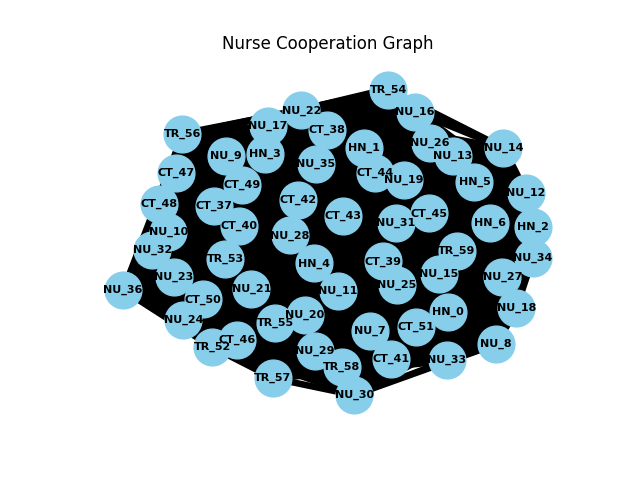 Nurse Cooperation Graph
TR_54
NU_22
NU_16
NU_17
CT_38
TR_56
NU_26
HN_1
NU_14
HN_3
NU_9
NU_13
NU_35
CT_47
CT_44
NU_19
HN_5
CT_49
NU_12
CT_42
CT_48
CT_37
CT_45
CT_43
NU_31
HN_6
CT_40
HN_2
NU_10
NU_28
NU_32
TR_59
NU_34
TR_53
CT_39
HN_4
NU_15
NU_23
NU_27
NU_25
NU_36
NU_21
NU_11
CT_50
NU_18
HN_0
NU_20
NU_24
TR_55
CT_51
NU_7
CT_46
NU_8
TR_52
NU_29
CT_41
NU_33
TR_58
TR_57
NU_30